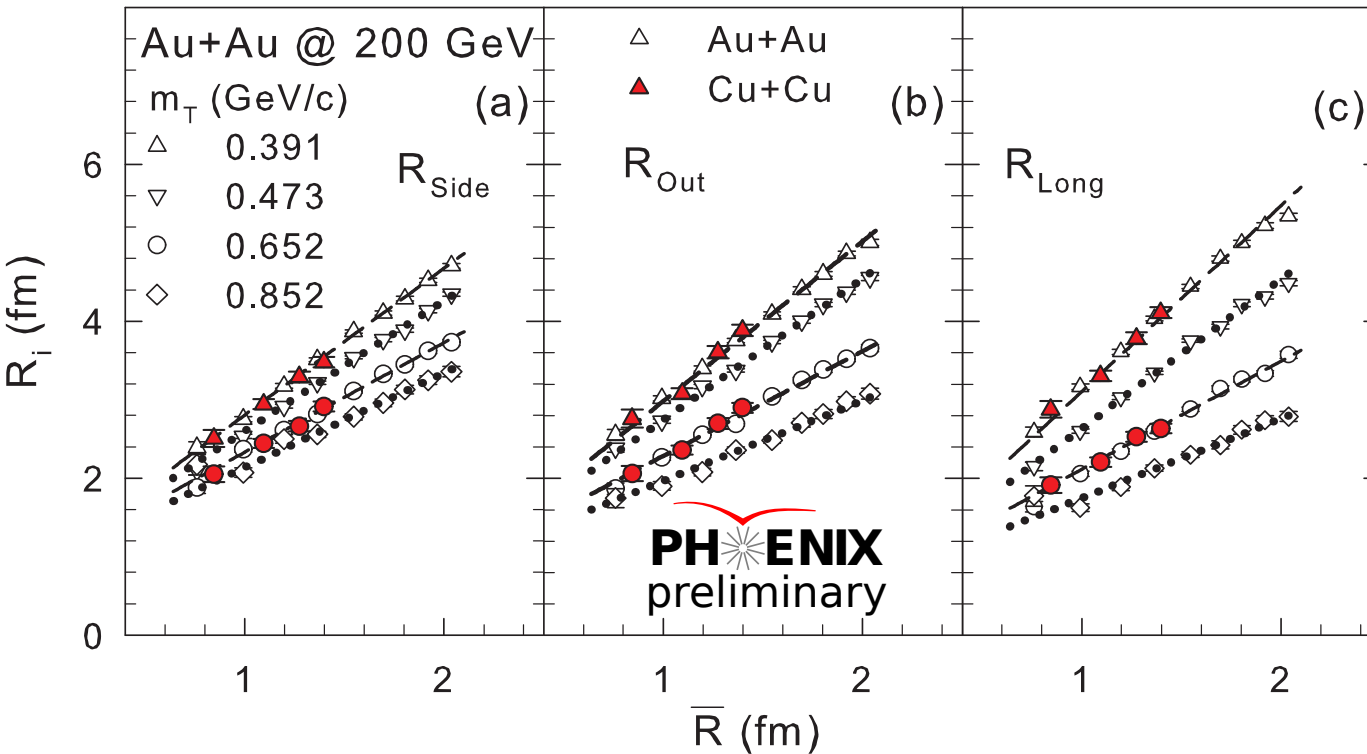 Au+Au @ 200 GeV
m_T (GeV/c)
0.391
0.473
0.652
0.852
(a)
R_Side
Au+Au
Cu+Cu
(b)
R_Out
(c)
R_Long
PHENIX
preliminary
R_i (fm)
0
2
4
6
1
2
1
2
1
2
R̅ (fm)